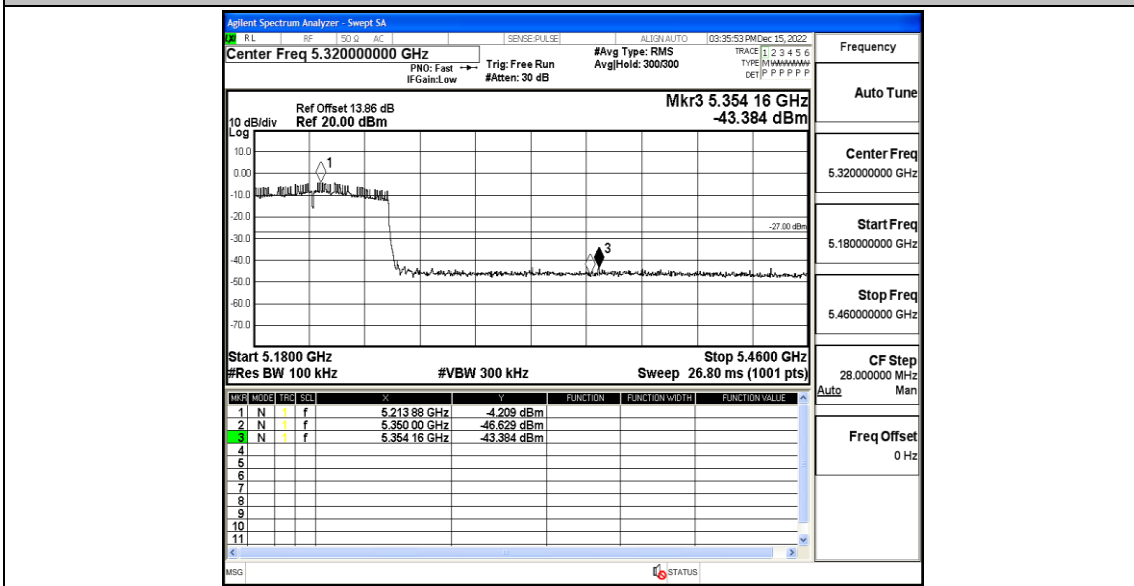 Agilent Spectrum Analyzer - Swept SA
RL RF 50 Ω AC SENSE:PULSE ALIGN AUTO 03:35:53 PM Dec 15, 2022
Center Freq 5.320000000 GHz
PNO: Fast
IFGain:Low
Trig: Free Run
#Atten: 30 dB
#Avg Type: RMS
Avg|Hold: 300/300
TRACE 1 2 3 4 5 6
TYPE M W W W W W
DET P P P P P P
Mkr3 5.354 16 GHz
-43.384 dBm
Ref Offset 13.86 dB
10 dB/div Ref 20.00 dBm
Log
10.0
0.00
-10.0
-20.0
-30.0
-40.0
-50.0
-60.0
-70.0
1
3
-27.00 dBm
Start 5.1800 GHz Stop 5.4600 GHz
#Res BW 100 kHz #VBW 300 kHz Sweep 26.80 ms (1001 pts)
MKR MODE TRC SCL X Y FUNCTION FUNCTION WIDTH FUNCTION VALUE
1 N 1 f 5.213 88 GHz -4.209 dBm
2 N 1 f 5.350 00 GHz -46.629 dBm
3 N 1 f 5.354 16 GHz -43.384 dBm
4
5
6
7
8
9
10
11
MSG STATUS
Frequency
Auto Tune
Center Freq
5.320000000 GHz
Start Freq
5.180000000 GHz
Stop Freq
5.460000000 GHz
CF Step
28.000000 MHz
Auto Man
Freq Offset
0 Hz